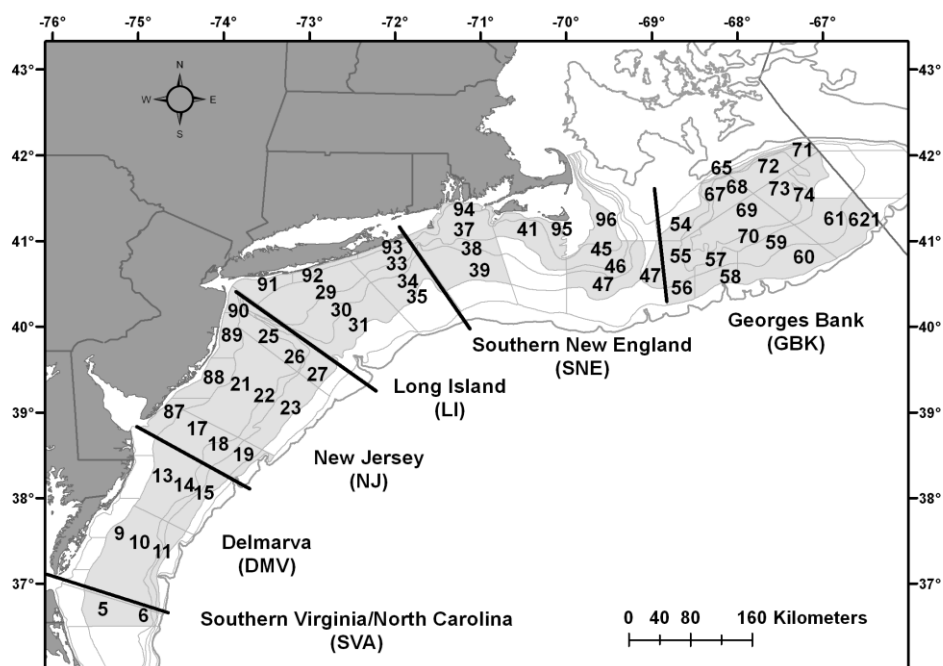 -76 -75 -74 -73 -72 -71 -70 -69 -68 -67
43° 43°
N
W E
S
42° 42°
71
65 72
67 68 73
74
94 96 54 69 61 621
37 41 95
41° 41°
93 38 45 70 59
92 33 39 46 47 55 57 60
91 29 34 47 56 58
90 30 35
40° 40°
89 25 31
Georges Bank
(GBK)
26
Southern New England
(SNE)
88 21 27
22
Long Island
(LI)
39° 87 23 39°
18 18
19
New Jersey
(NJ)
13 14 15
38° 38°
9 10 11
Delmarva
(DMV)
37° 37°
5 6
Southern Virginia/North Carolina
(SVA)
0 40 80 160 Kilometers